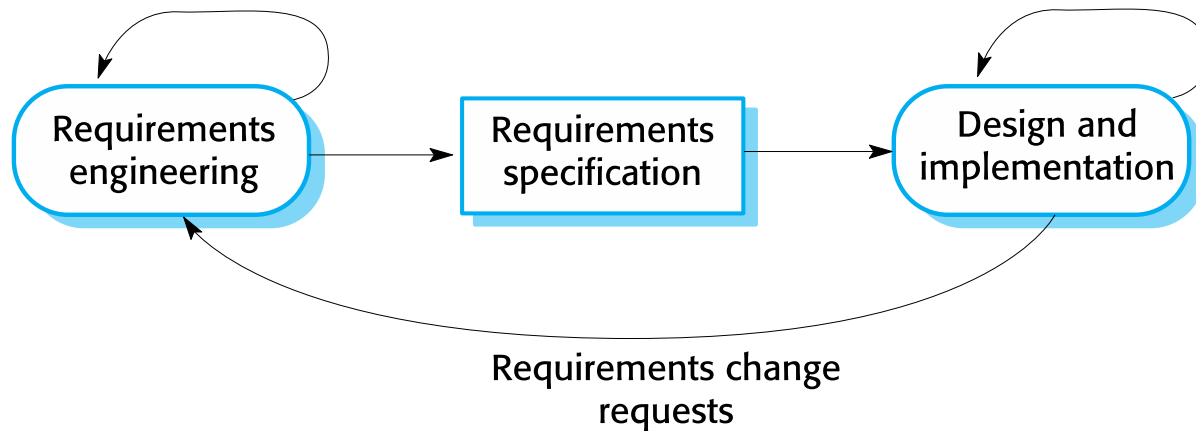 Requirements
engineering
Requirements
specification
Design and
implementation
Requirements change
requests